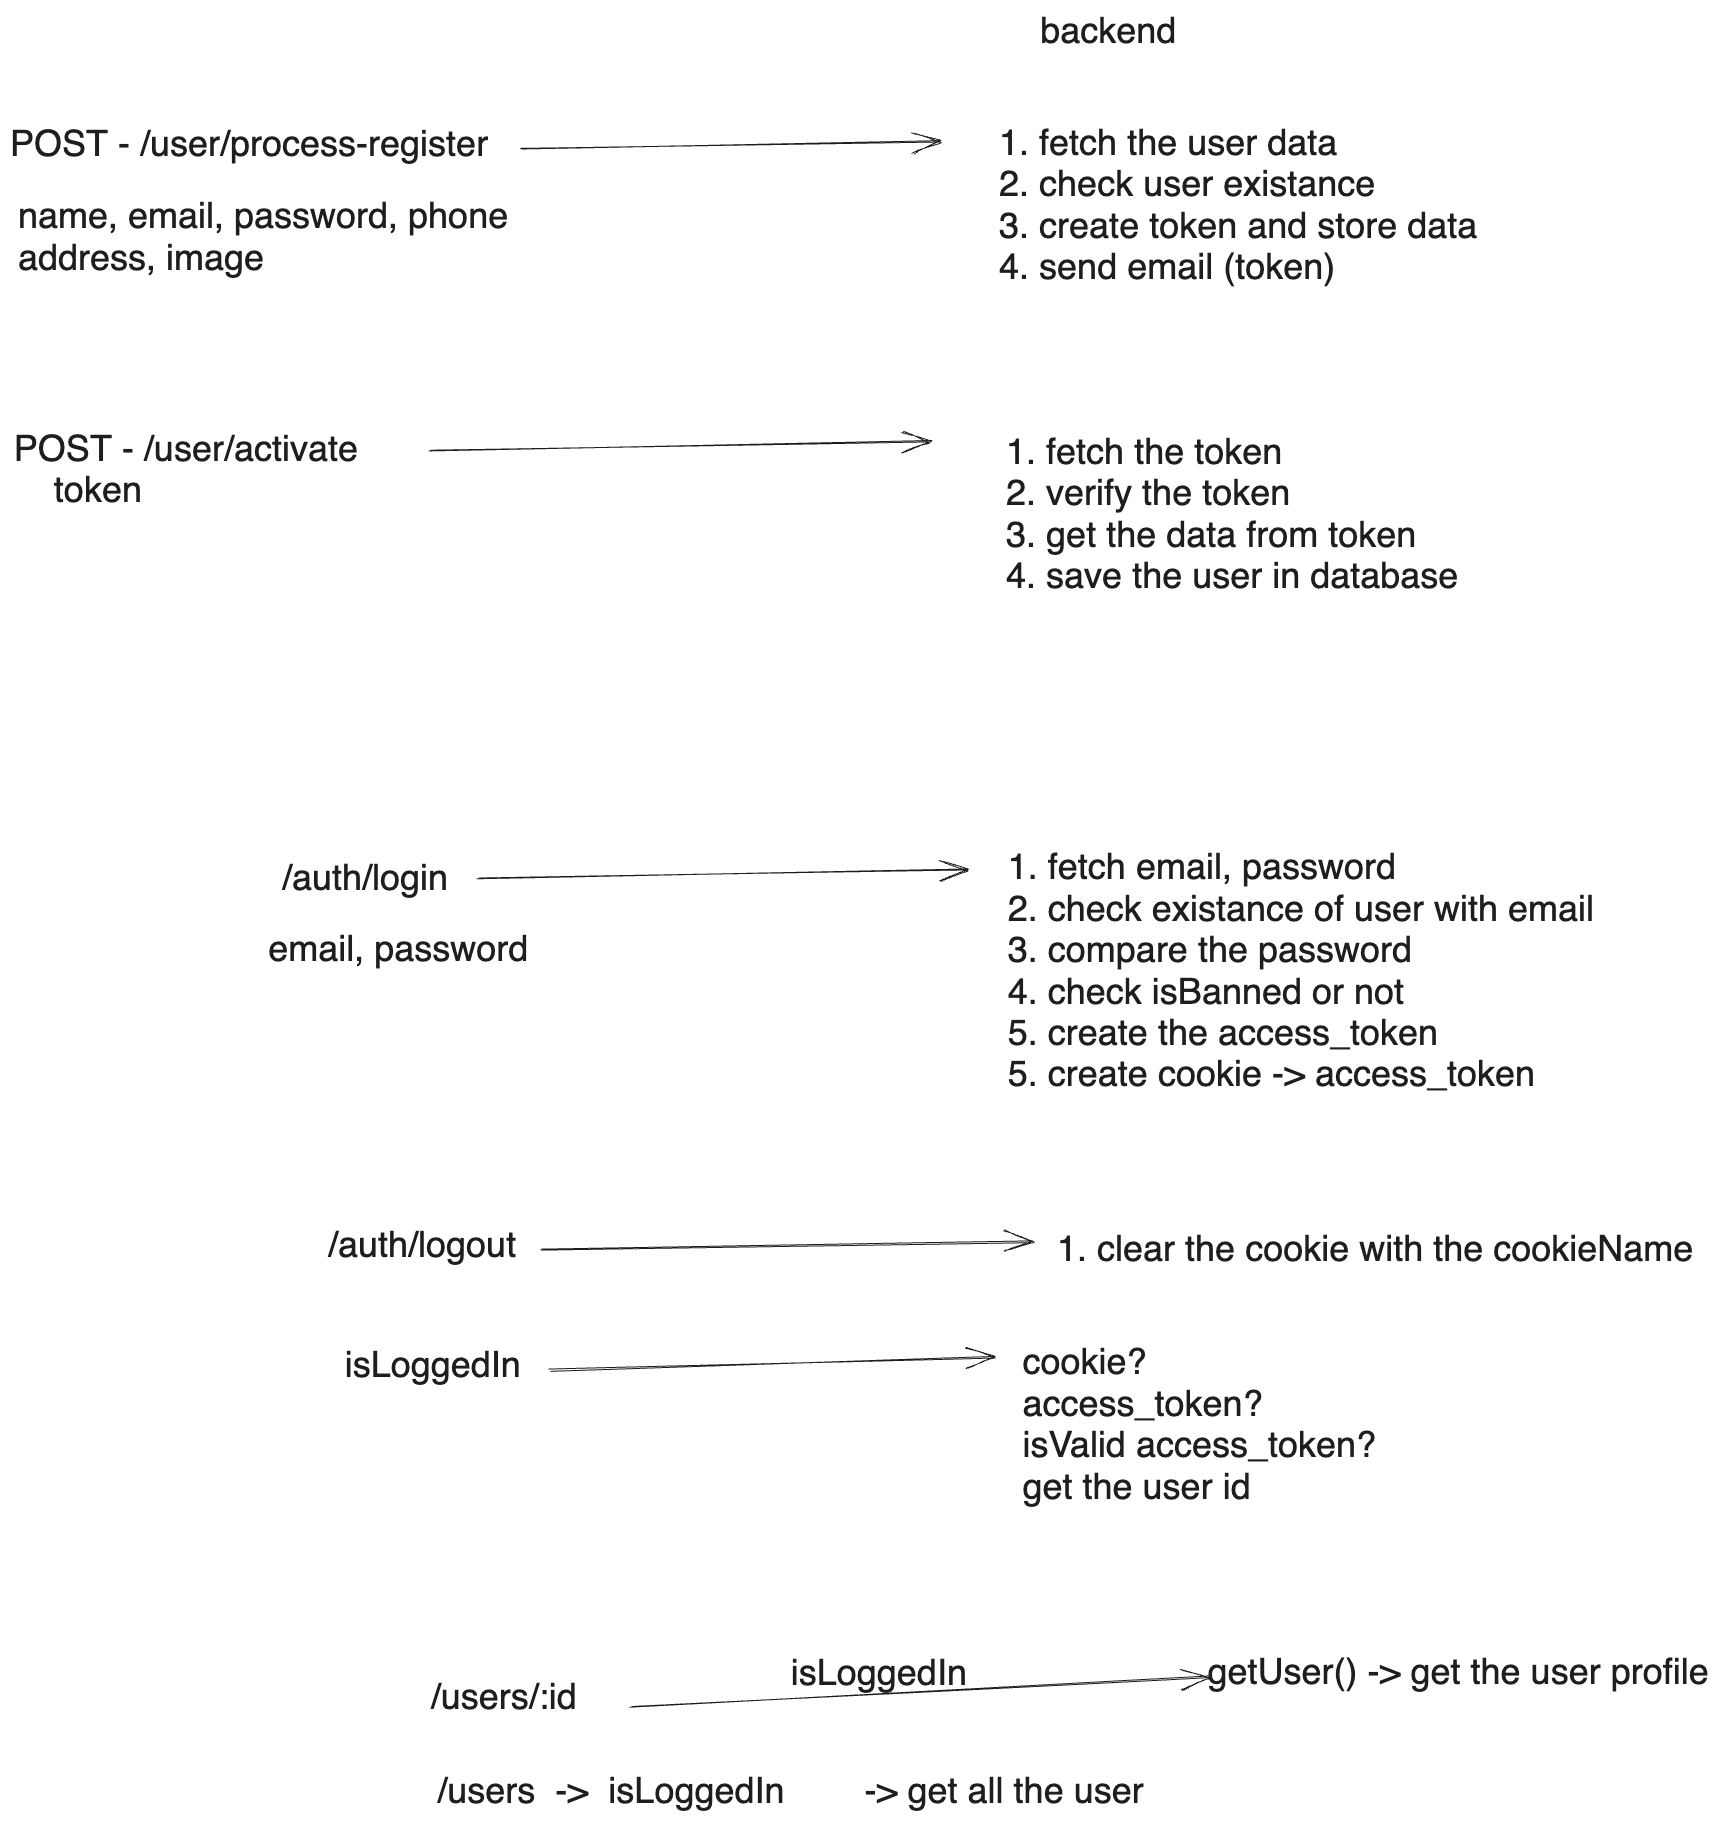 backend
POST - /user/process-register
name, email, password, phone
address, image
1. fetch the user data
2. check user existance
3. create token and store data
4. send email (token)
POST - /user/activate
token
1. fetch the token
2. verify the token
3. get the data from token
4. save the user in database
/auth/login
email, password
1. fetch email, password
2. check existance of user with email
3. compare the password
4. check isBanned or not
5. create the access_token
5. create cookie -> access_token
/auth/logout
1. clear the cookie with the cookieName
isLoggedIn
cookie?
access_token?
isValid access_token?
get the user id
/users/:id
isLoggedIn
getUser() -> get the user profile
/users -> isLoggedIn -> get all the user